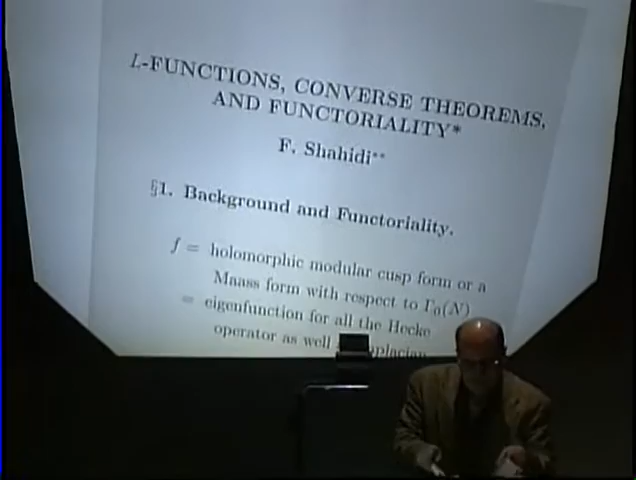 L-FUNCTIONS, CONVERSE THEOREMS,
AND FUNCTORIALITY*
F. Shahidi**
§1. Background and Functoriality.
f = holomorphic modular cusp form or a
Maass form with respect to Γ₀(N)
= eigenfunction for all the Hecke
operator as well